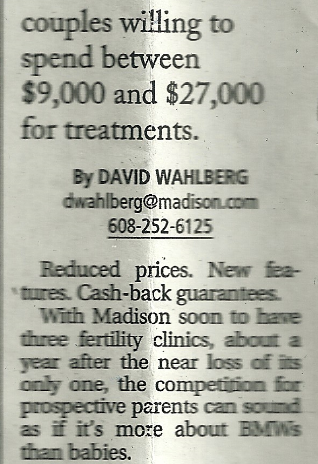 couples willing to
spend between
$9,000 and $27,000
for treatments.
By DAVID WAHLBERG
dwahlberg@madison.com
608-252-6125
Reduced prices. New fea-
tures. Cash-back guarantees.
With Madison soon to have
three fertility clinics, about a
year after the near loss of its
only one, the competition for
prospective parents can sound
as if it's more about BMWs
than babies.